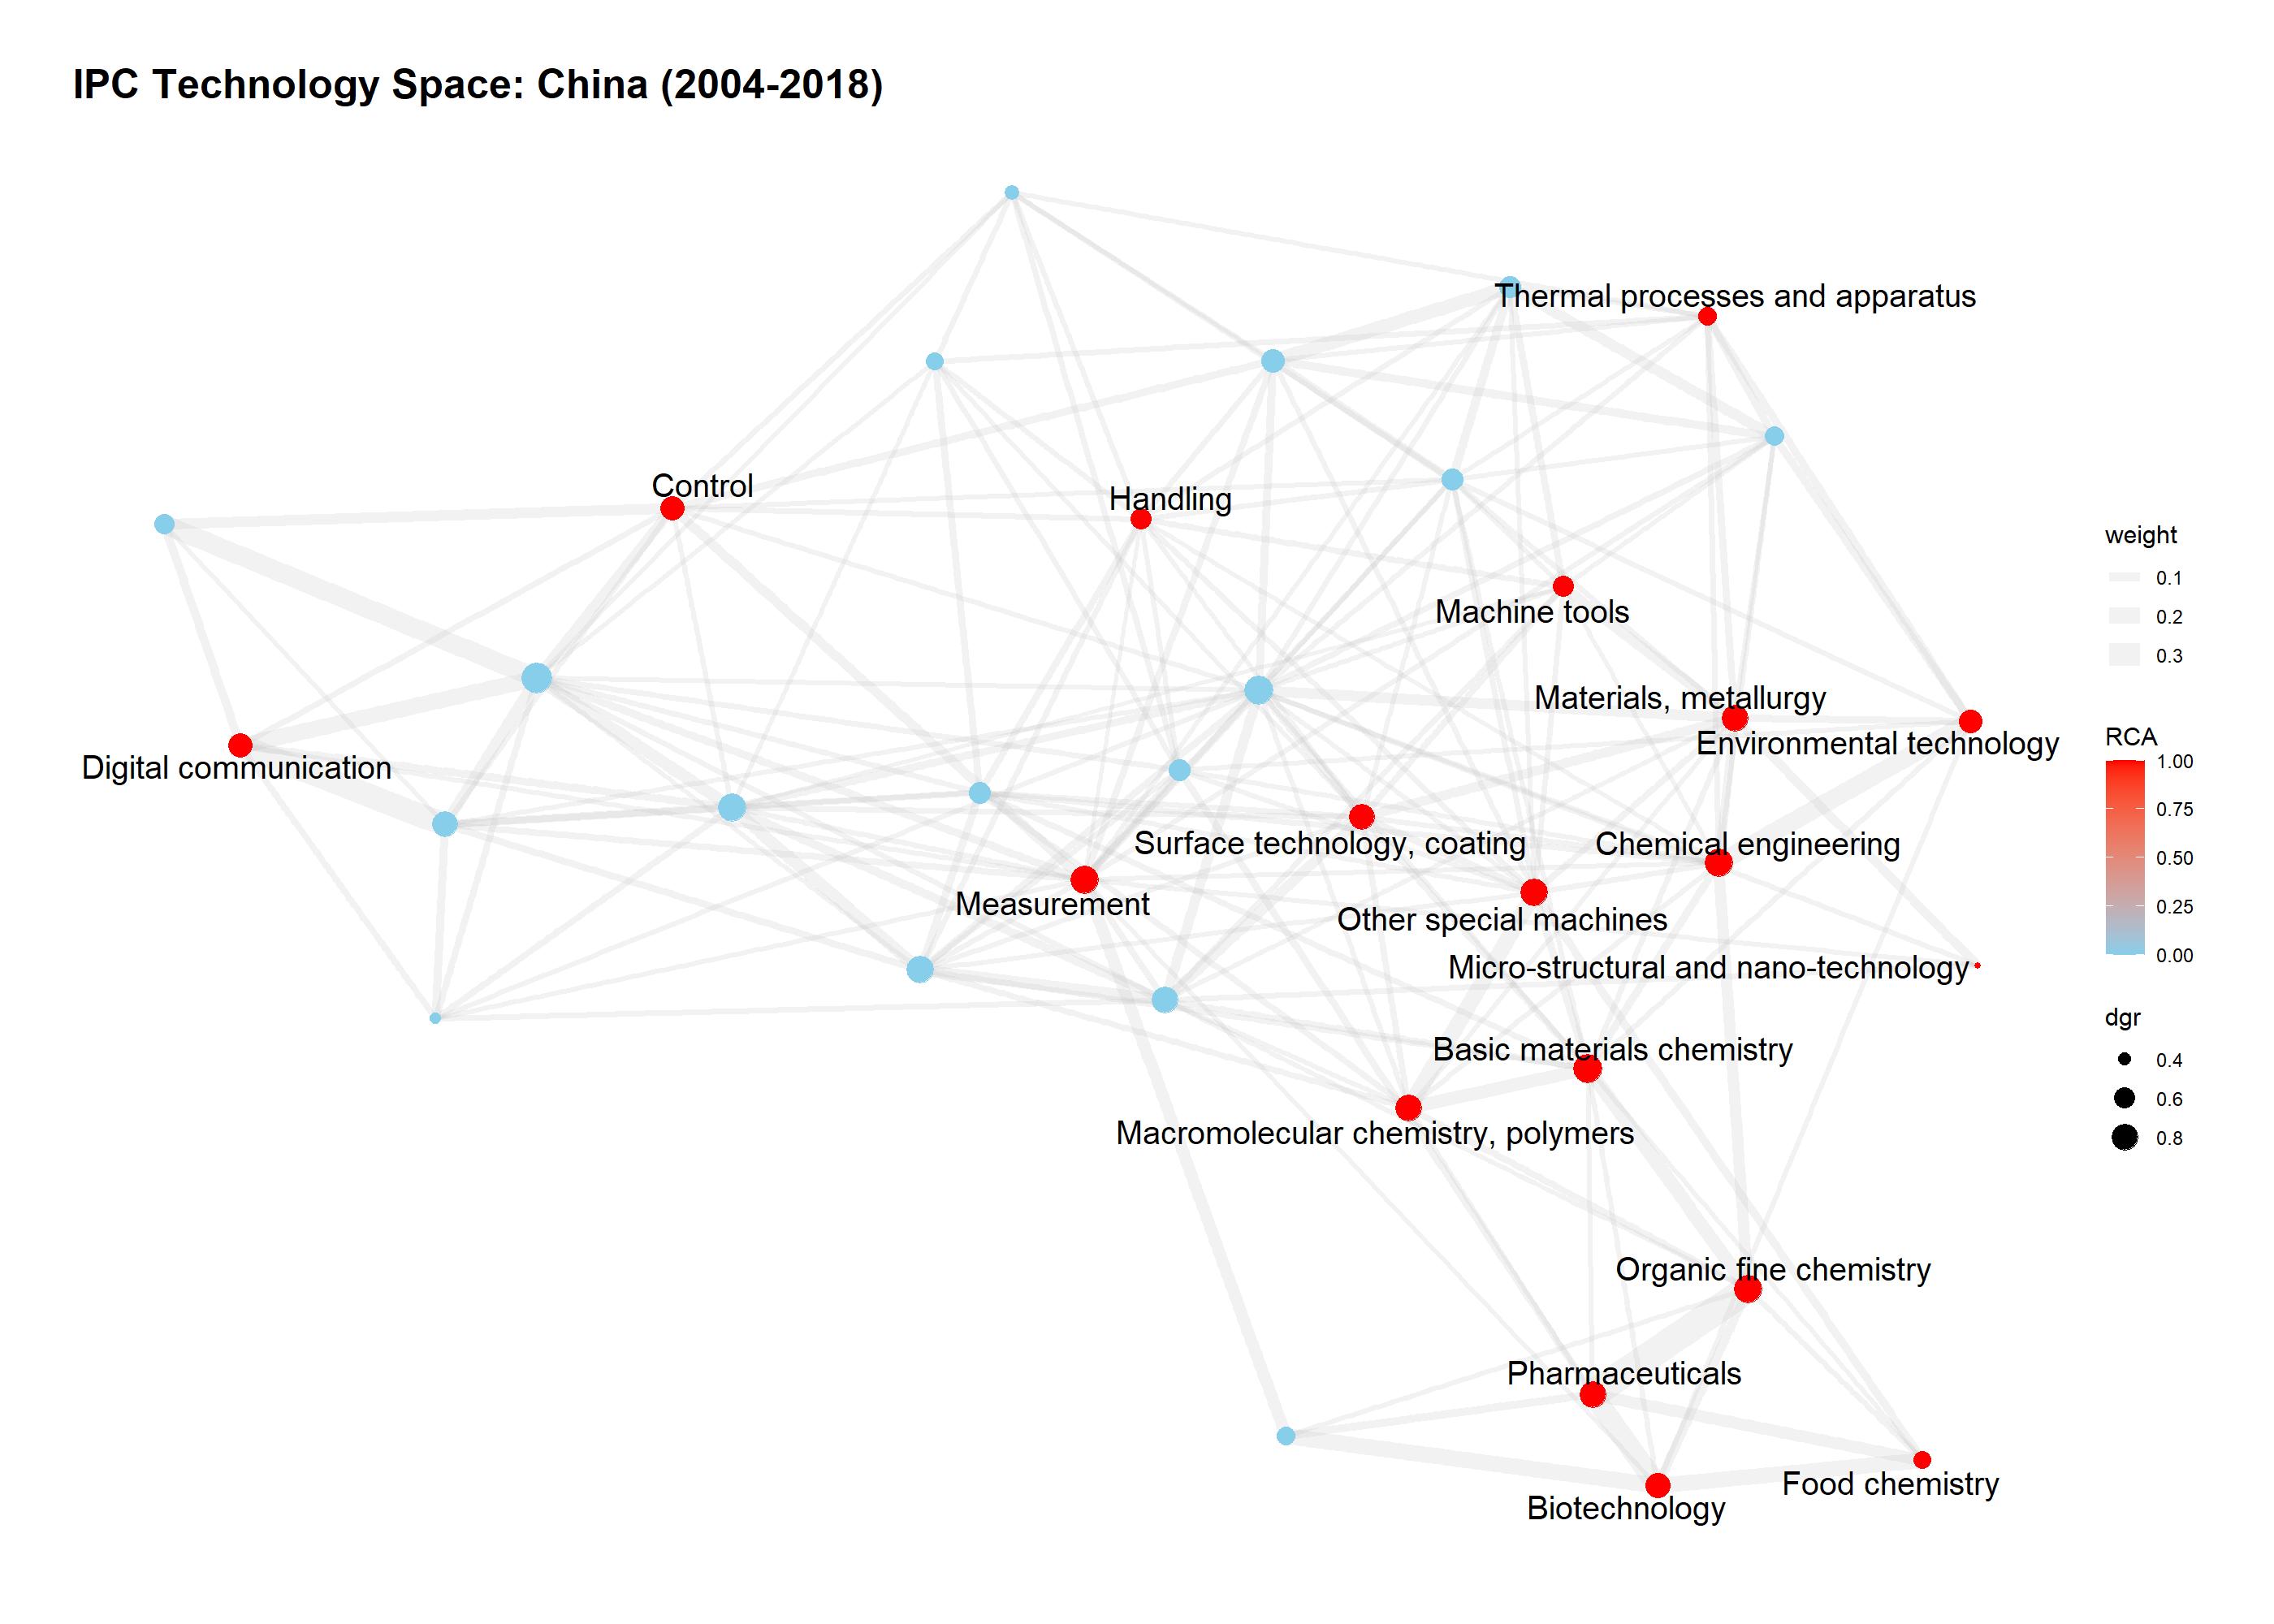 IPC Technology Space: China (2004-2018)
Thermal processes and apparatus
Control
Handling
Machine tools
Materials, metallurgy
Environmental technology
Digital communication
Surface technology, coating
Chemical engineering
Measurement
Other special machines
Micro-structural and nano-technology
Basic materials chemistry
Macromolecular chemistry, polymers
Organic fine chemistry
Pharmaceuticals
Food chemistry
Biotechnology
weight
0.1
0.2
0.3
RCA
1.00
0.75
0.50
0.25
0.00
dgr
0.4
0.6
0.8